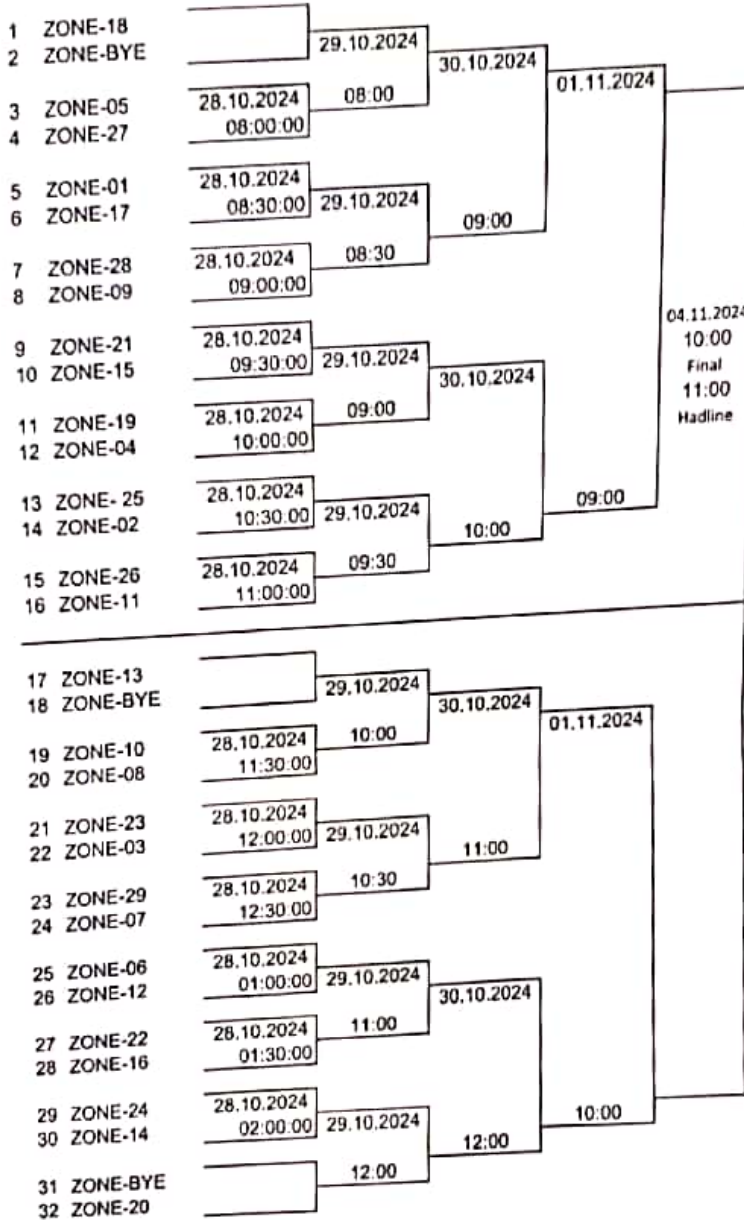 1 ZONE-18
2 ZONE-BYE
29.10.2024
08:00
30.10.2024
01.11.2024
3 ZONE-05
4 ZONE-27
28.10.2024
08:00:00
5 ZONE-01
6 ZONE-17
28.10.2024
08:30:00
29.10.2024
08:30
09:00
7 ZONE-28
8 ZONE-09
28.10.2024
09:00:00
9 ZONE-21
10 ZONE-15
28.10.2024
09:30:00
29.10.2024
09:00
30.10.2024
04.11.2024
10:00
Final
11:00
Hadline
11 ZONE-19
12 ZONE-04
28.10.2024
10:00:00
13 ZONE- 25
14 ZONE-02
28.10.2024
10:30:00
29.10.2024
09:30
10:00
09:00
15 ZONE-26
16 ZONE-11
28.10.2024
11:00:00
17 ZONE-13
18 ZONE-BYE
29.10.2024
10:00
30.10.2024
01.11.2024
19 ZONE-10
20 ZONE-08
28.10.2024
11:30:00
21 ZONE-23
22 ZONE-03
28.10.2024
12:00:00
29.10.2024
10:30
11:00
23 ZONE-29
24 ZONE-07
28.10.2024
12:30:00
25 ZONE-06
26 ZONE-12
28.10.2024
01:00:00
29.10.2024
11:00
30.10.2024
27 ZONE-22
28 ZONE-16
28.10.2024
01:30:00
29 ZONE-24
30 ZONE-14
28.10.2024
02:00:00
29.10.2024
12:00
12:00
10:00
31 ZONE-BYE
32 ZONE-20